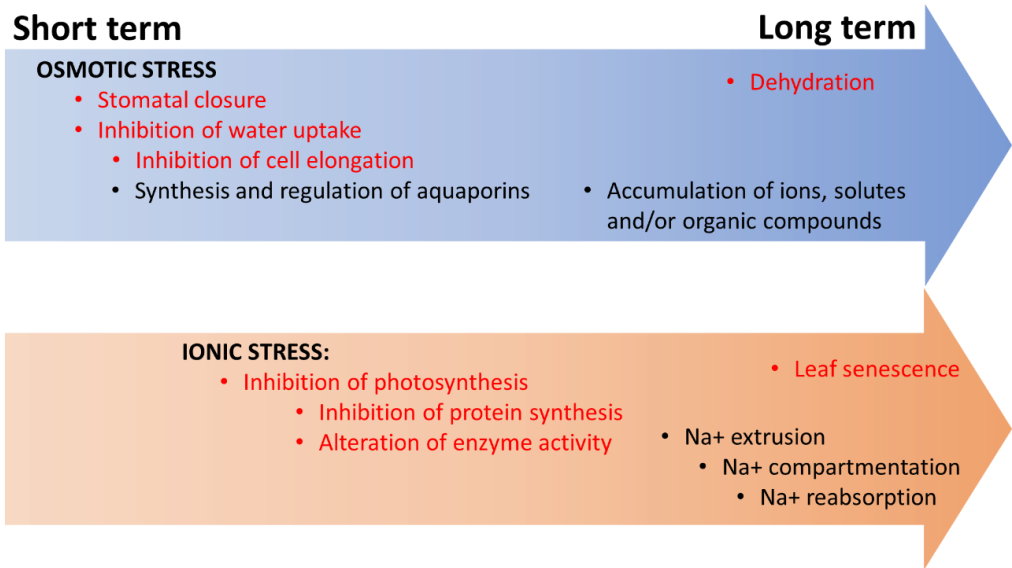 Short term
Long term
OSMOTIC STRESS
• Stomatal closure
• Inhibition of water uptake
• Inhibition of cell elongation
• Synthesis and regulation of aquaporins
• Dehydration
• Accumulation of ions, solutes
and/or organic compounds
IONIC STRESS:
• Inhibition of photosynthesis
• Inhibition of protein synthesis
• Alteration of enzyme activity
• Leaf senescence
• Na+ extrusion
• Na+ compartmentation
• Na+ reabsorption